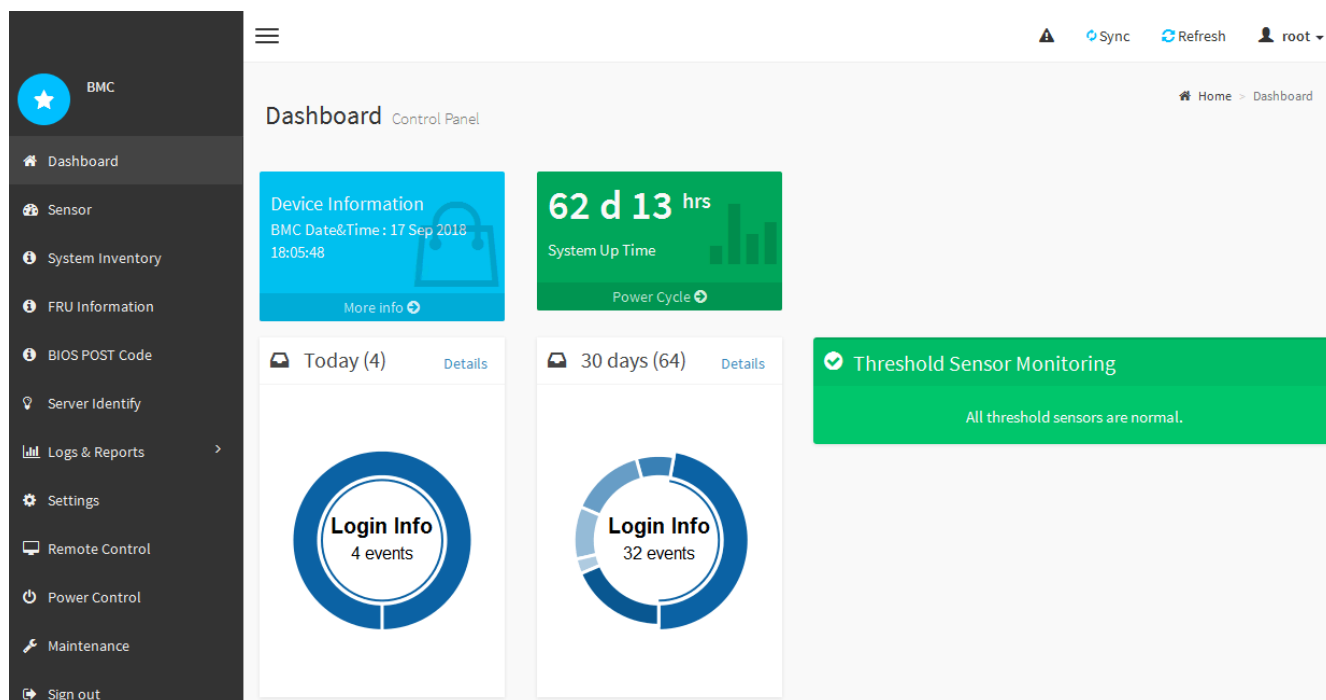 Sync
Refresh
root
BMC
Home > Dashboard
Dashboard Control Panel
Dashboard
Sensor
System Inventory
FRU Information
BIOS POST Code
Server Identify
Logs & Reports
Settings
Remote Control
Power Control
Maintenance
Sign out
Device Information
BMC Date&Time : 17 Sep 2018
18:05:48
More info
62 d 13 hrs
System Up Time
Power Cycle
Today (4) Details
Login Info
4 events
30 days (64) Details
Login Info
32 events
Threshold Sensor Monitoring
All threshold sensors are normal.